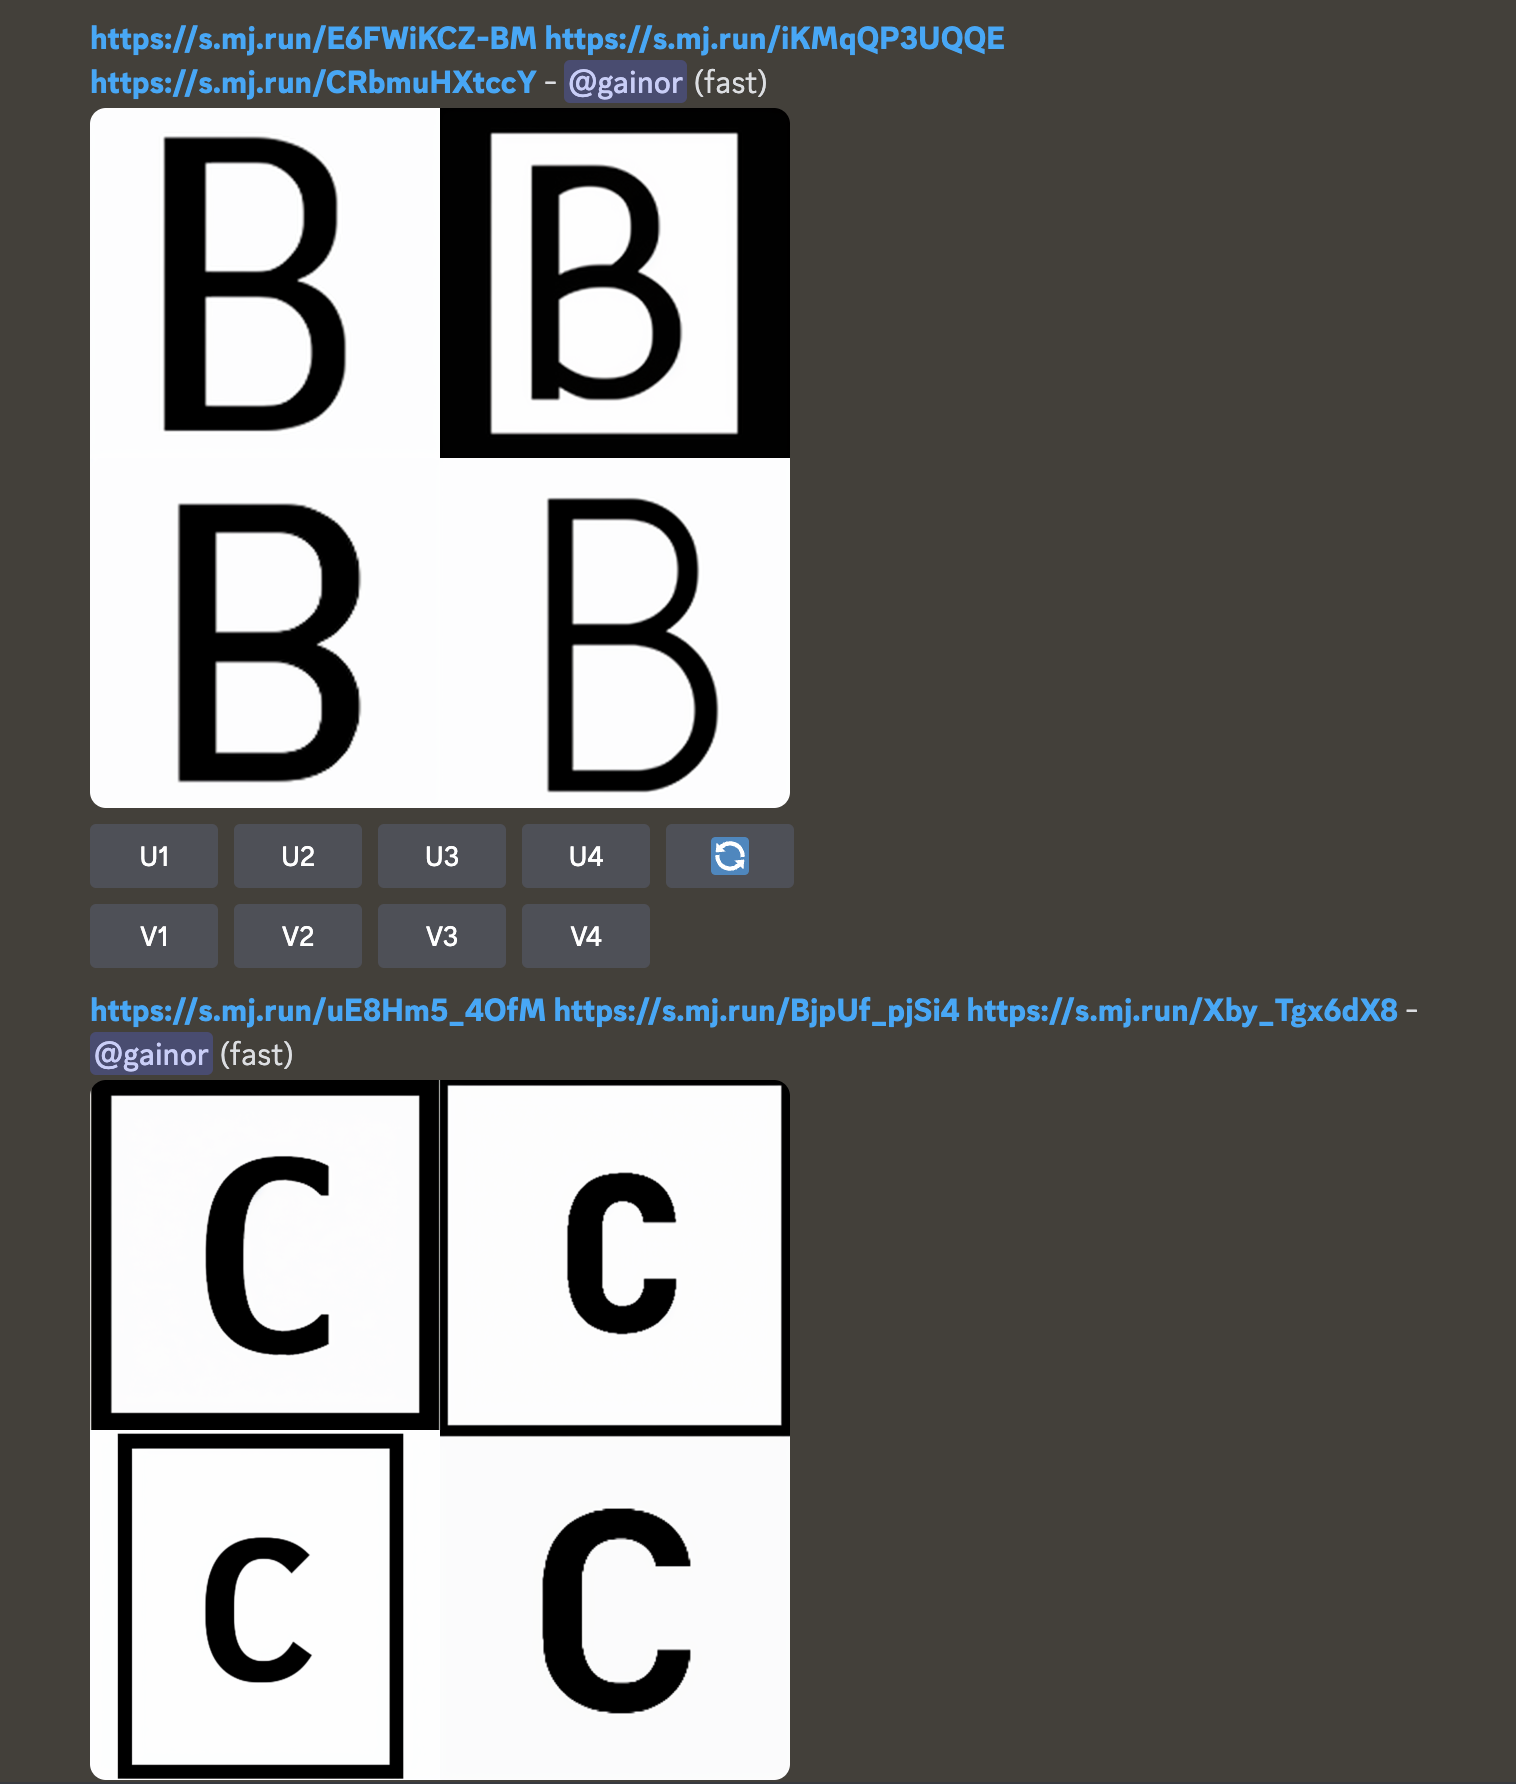 https://s.mj.run/E6FWiKCZ-BM https://s.mj.run/iKMqQP3UQQE
https://s.mj.run/CRbmuHXtccY - @gainor (fast)
B B
B B
U1 U2 U3 U4
V1 V2 V3 V4
https://s.mj.run/uE8Hm5_4OfM https://s.mj.run/BjpUf_pjSi4 https://s.mj.run/Xby_Tgx6dX8 -
@gainor (fast)
C C
C C